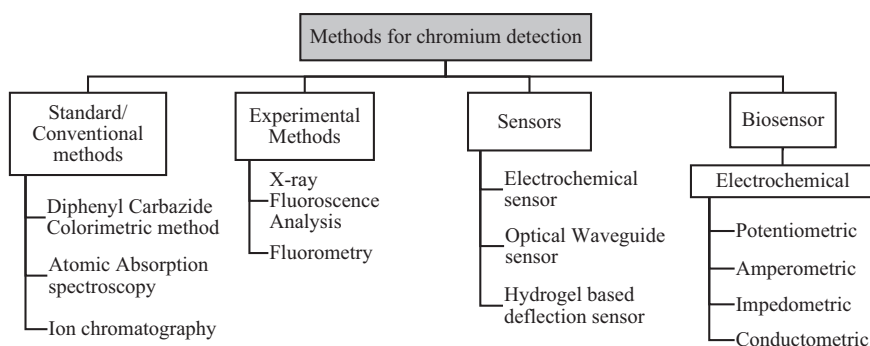 Methods for chromium detection
Standard/
Conventional
methods
Diphenyl Carbazide
Colorimetric method
Atomic Absorption
spectroscopy
Ion chromatography
Experimental
Methods
X-ray
Fluoroscence
Analysis
Fluorometry
Sensors
Electrochemical
sensor
Optical Waveguide
sensor
Hydrogel based
deflection sensor
Biosensor
Electrochemical
Potentiometric
Amperometric
Impedometric
Conductometric